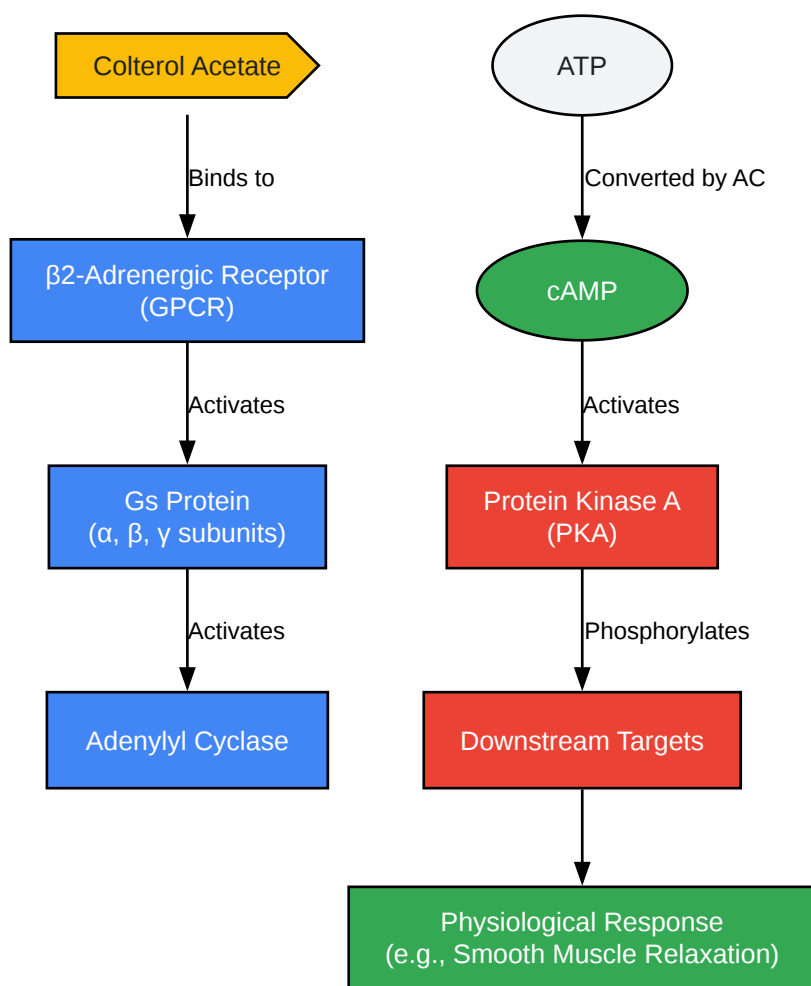 Colterol Acetate
Binds to
β2-Adrenergic Receptor
(GPCR)
Activates
Gs Protein
(α, β, γ subunits)
Activates
Adenylyl Cyclase
ATP
Converted by AC
cAMP
Activates
Protein Kinase A
(PKA)
Phosphorylates
Downstream Targets
Physiological Response
(e.g., Smooth Muscle Relaxation)